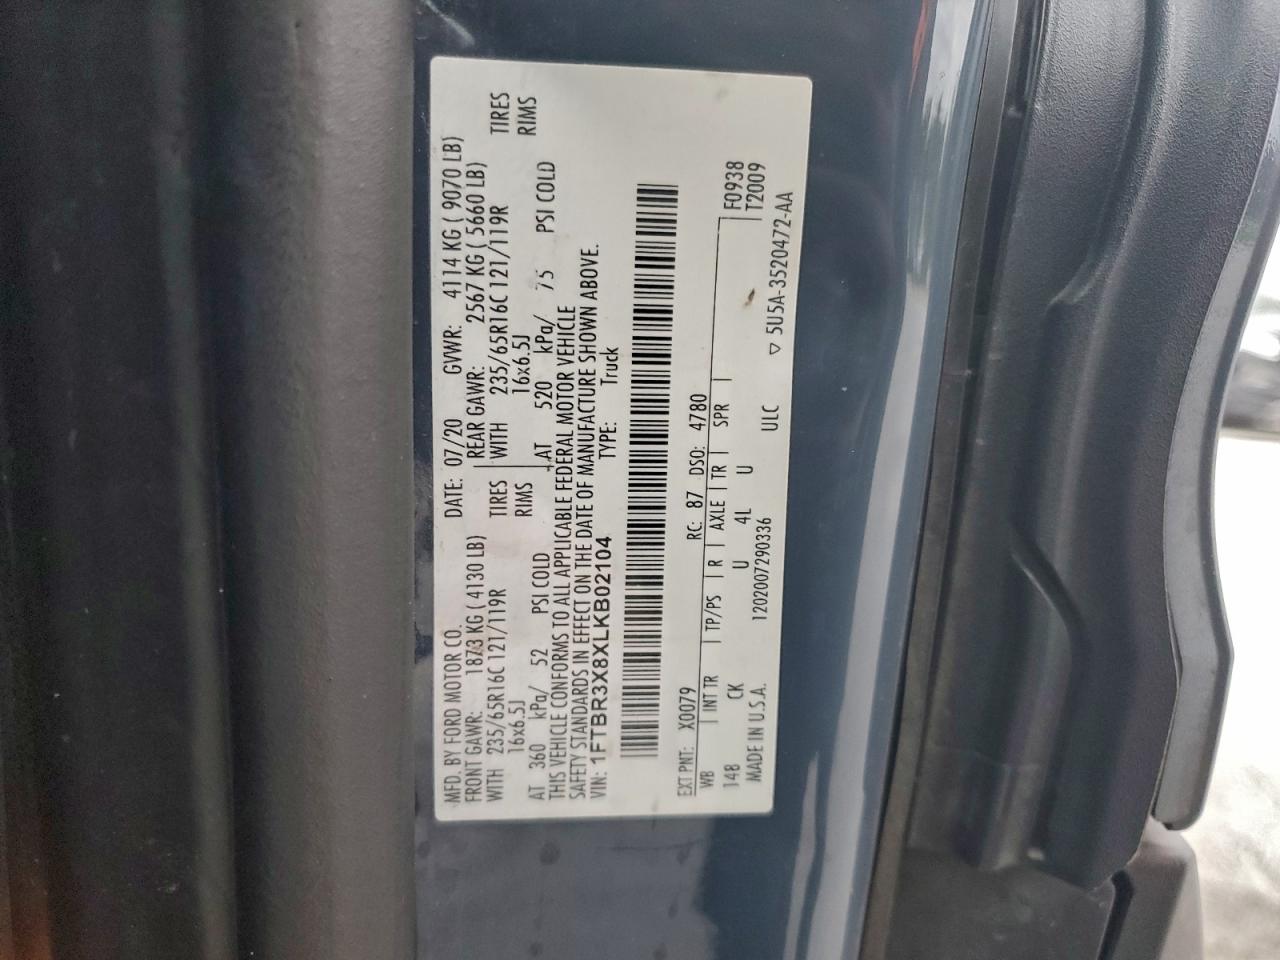 MFD. BY FORD MOTOR CO. DATE: 07/20 GVWR: 4114 KG ( 9070 LB)
FRONT GAWR: 1873 KG ( 4130 LB) REAR GAWR: 2567 KG ( 5660 LB)
WITH 235/65R16C 121/119R TIRES WITH 235/65R16C 121/119R TIRES
16x6.5J RIMS 16x6.5J RIMS
AT 360 kPa/ 52 PSI COLD AT 520 kPa/ 75 PSI COLD
THIS VEHICLE CONFORMS TO ALL APPLICABLE FEDERAL MOTOR VEHICLE
SAFETY STANDARDS IN EFFECT ON THE DATE OF MANUFACTURE SHOWN ABOVE.
VIN: 1FTBR3X8XLKB02104 TYPE: Truck
EXT PNT: X0079 RC: 87 DSO: 4780
WB INT TR TP/PS R AXLE TR SPR F0938
148 CK U 4L U T2009
MADE IN U.S.A. 1202007290336 ULC ▽ 5U5A-3520472-AA